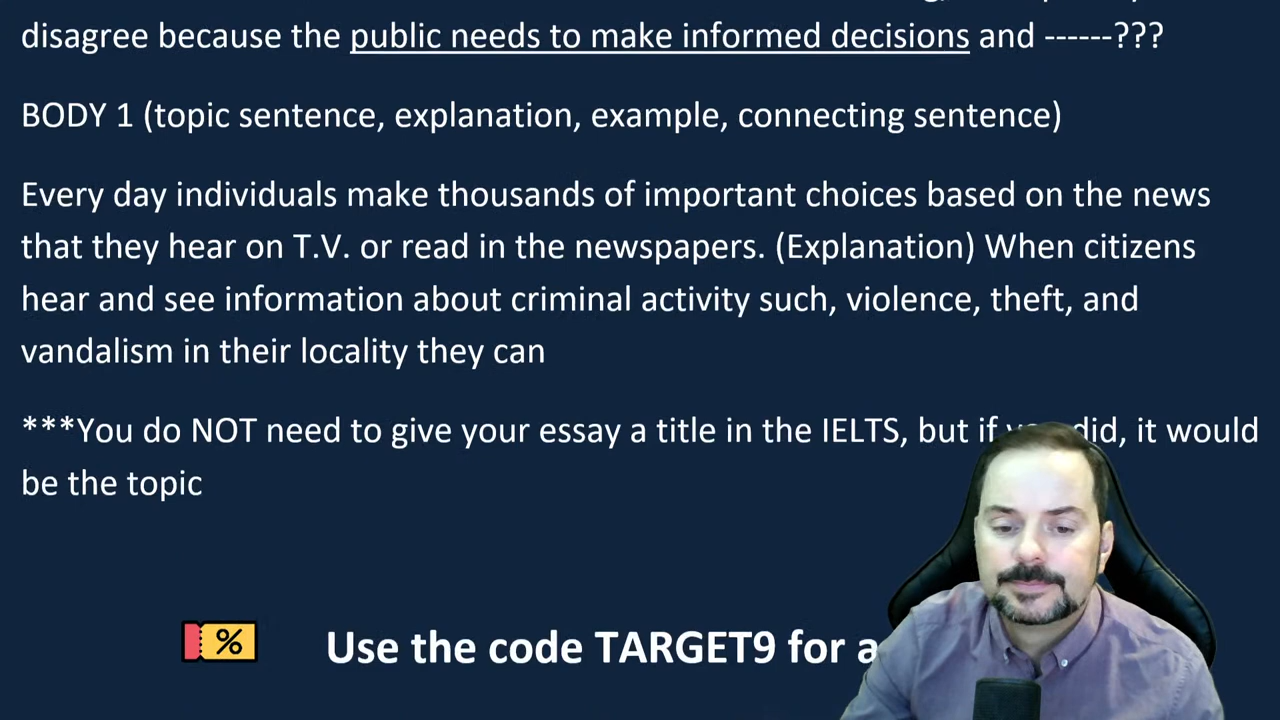 disagree because the public needs to make informed decisions and ------???
BODY 1 (topic sentence, explanation, example, connecting sentence)
Every day individuals make thousands of important choices based on the news
that they hear on T.V. or read in the newspapers. (Explanation) When citizens
hear and see information about criminal activity such, violence, theft, and
vandalism in their locality they can
***You do NOT need to give your essay a title in the IELTS, but if did, it would
be the topic
% Use the code TARGET9 for a